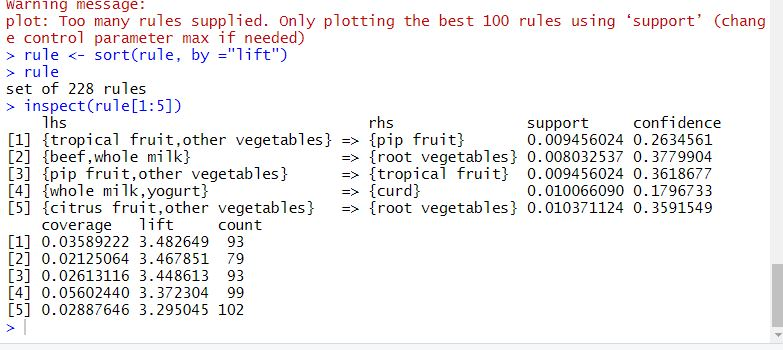 warning message:
plot: Too many rules supplied. Only plotting the best 100 rules using ‘support’ (chang
e control parameter max if needed)
> rule <- sort(rule, by ="lift")
> rule
set of 228 rules
> inspect(rule[1:5])
lhs rhs support confidence
[1] {tropical fruit,other vegetables} => {pip fruit} 0.009456024 0.2634561
[2] {beef,whole milk} => {root vegetables} 0.008032537 0.3779904
[3] {pip fruit,other vegetables} => {tropical fruit} 0.009456024 0.3618677
[4] {whole milk,yogurt} => {curd} 0.010066090 0.1796733
[5] {citrus fruit,other vegetables} => {root vegetables} 0.010371124 0.3591549
coverage lift count
[1] 0.03589222 3.482649 93
[2] 0.02125064 3.467851 79
[3] 0.02613116 3.448613 93
[4] 0.05602440 3.372304 99
[5] 0.02887646 3.295045 102
>